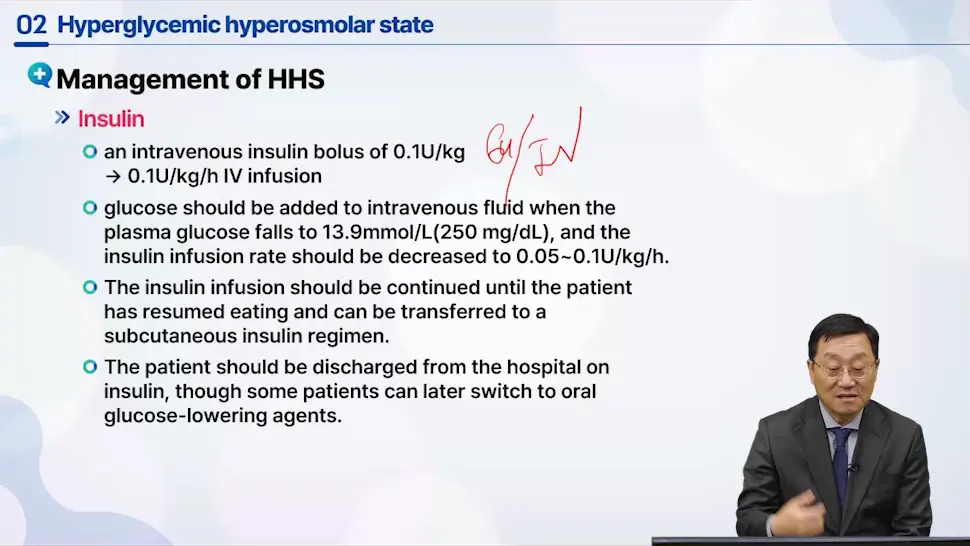 02 Hyperglycemic hyperosmolar state
Management of HHS
Insulin
an intravenous insulin bolus of 0.1U/kg
→ 0.1U/kg/h IV infusion
glucose should be added to intravenous fluid when the
plasma glucose falls to 13.9mmol/L(250 mg/dL), and the
insulin infusion rate should be decreased to 0.05~0.1U/kg/h.
The insulin infusion should be continued until the patient
has resumed eating and can be transferred to a
subcutaneous insulin regimen.
The patient should be discharged from the hospital on
insulin, though some patients can later switch to oral
glucose-lowering agents.